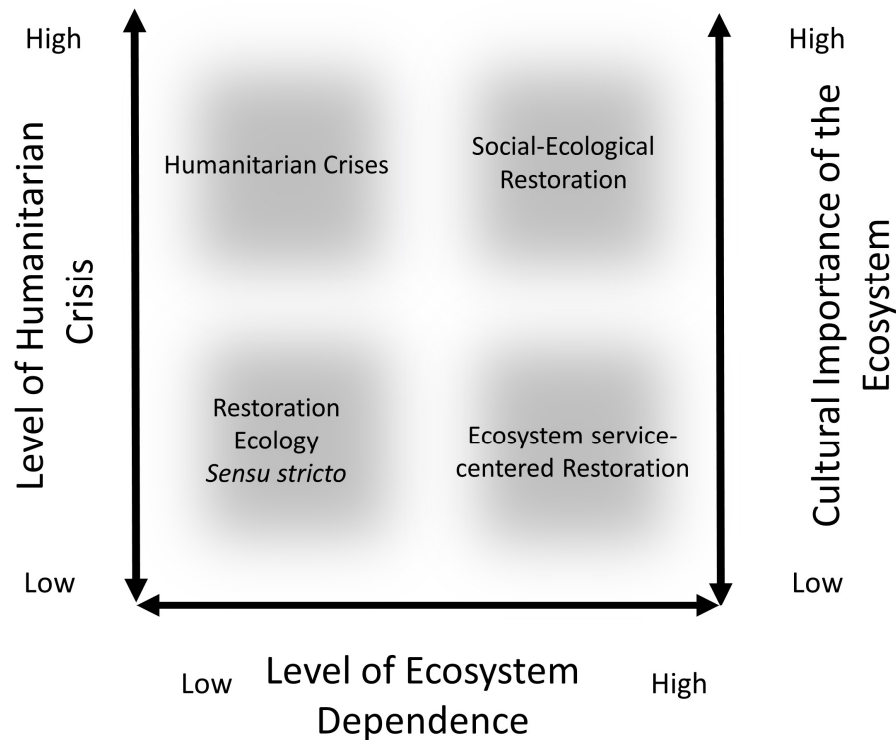 High
High
Level of Humanitarian
Crisis
Cultural Importance of the
Ecosystem
Humanitarian Crises
Social-Ecological
Restoration
Restoration
Ecology
Sensu stricto
Ecosystem service-
centered Restoration
Low
Low
Low
Level of Ecosystem
Dependence
High